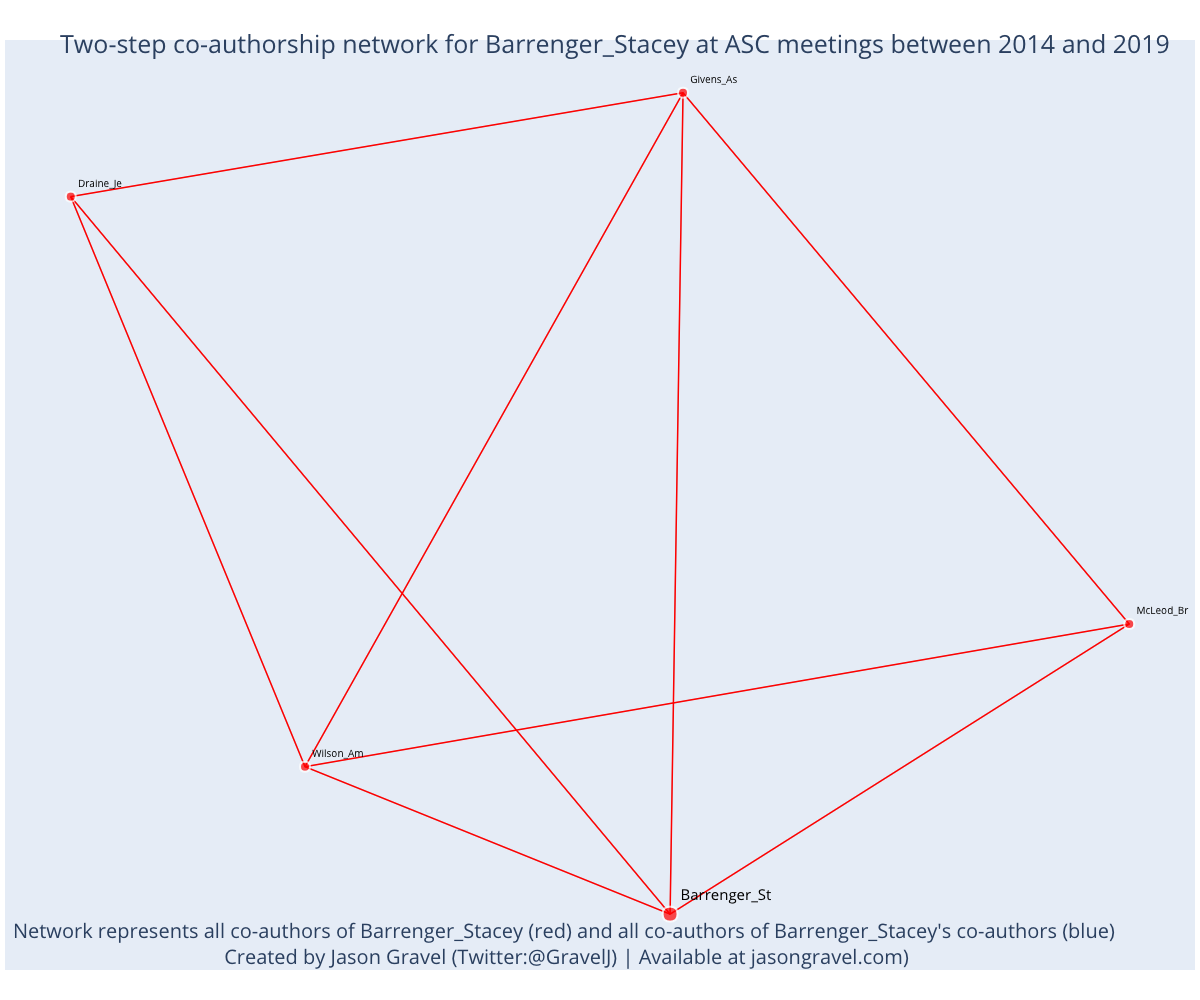 Two-step co-authorship network for Barrenger_Stacey at ASC meetings between 2014 and 2019
Givens_As
Draine_Je
McLeod_Br
Wilson_Am
Barrenger_St
Network represents all co-authors of Barrenger_Stacey (red) and all co-authors of Barrenger_Stacey's co-authors (blue)
Created by Jason Gravel (Twitter:@GravelJ) | Available at jasongravel.com)